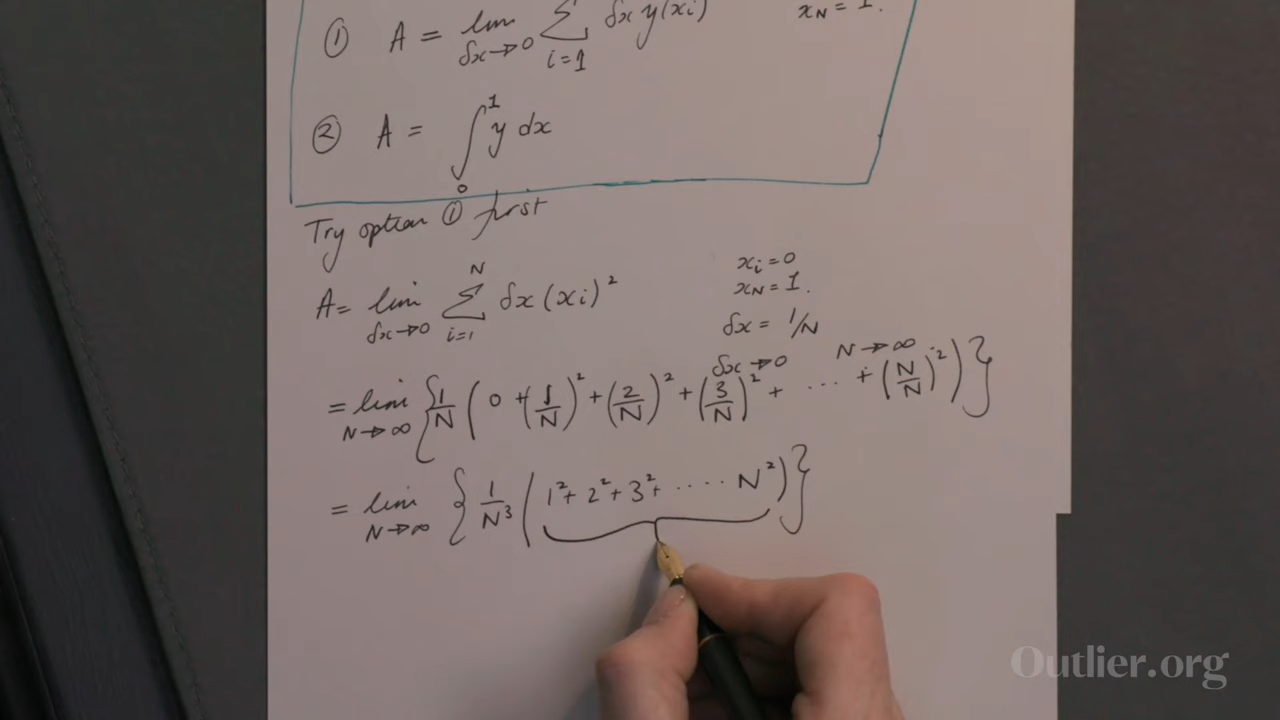 ① A = lim δx→0 Σ i=1 δx y(xi) xN = 1.
② A = ∫₀¹ y dx
Try option ① first
A = lim δx→0 Σ i=1 N δx (xi)² xi = 0
xN = 1.
δx = 1/N
δx→0 N→∞
= lim N→∞ { 1/N ( 0 + (1/N)² + (2/N)² + (3/N)² + ... + (N/N)² ) }
= lim N→∞ { 1/N³ ( 1² + 2² + 3² + ..... N² ) }
Outlier.org